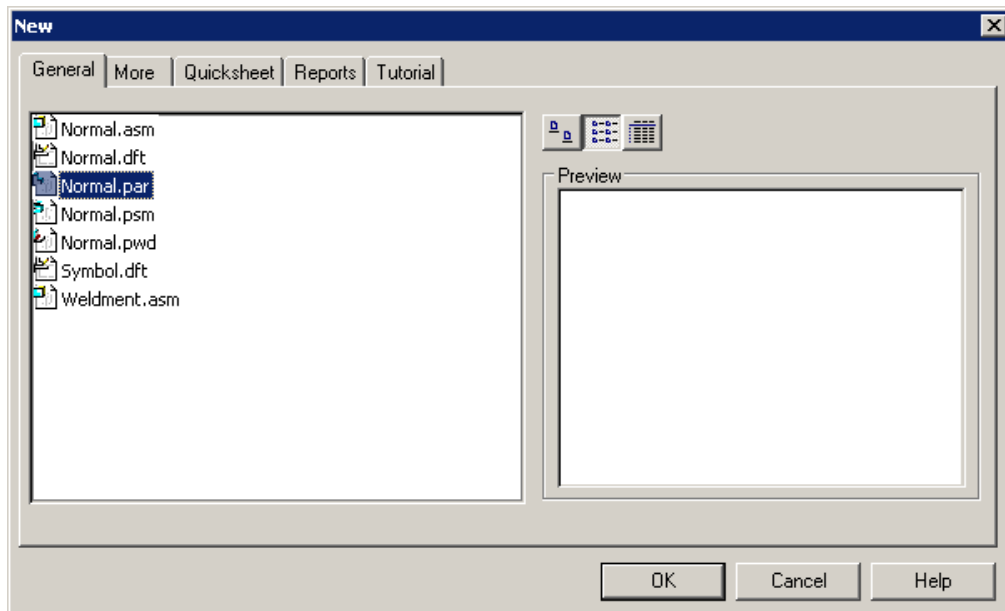 New
General More Quicksheet Reports Tutorial
Normal.asm
Normal.dft
Normal.par
Normal.psm
Normal.pwd
Symbol.dft
Weldment.asm
Preview
OK Cancel Help